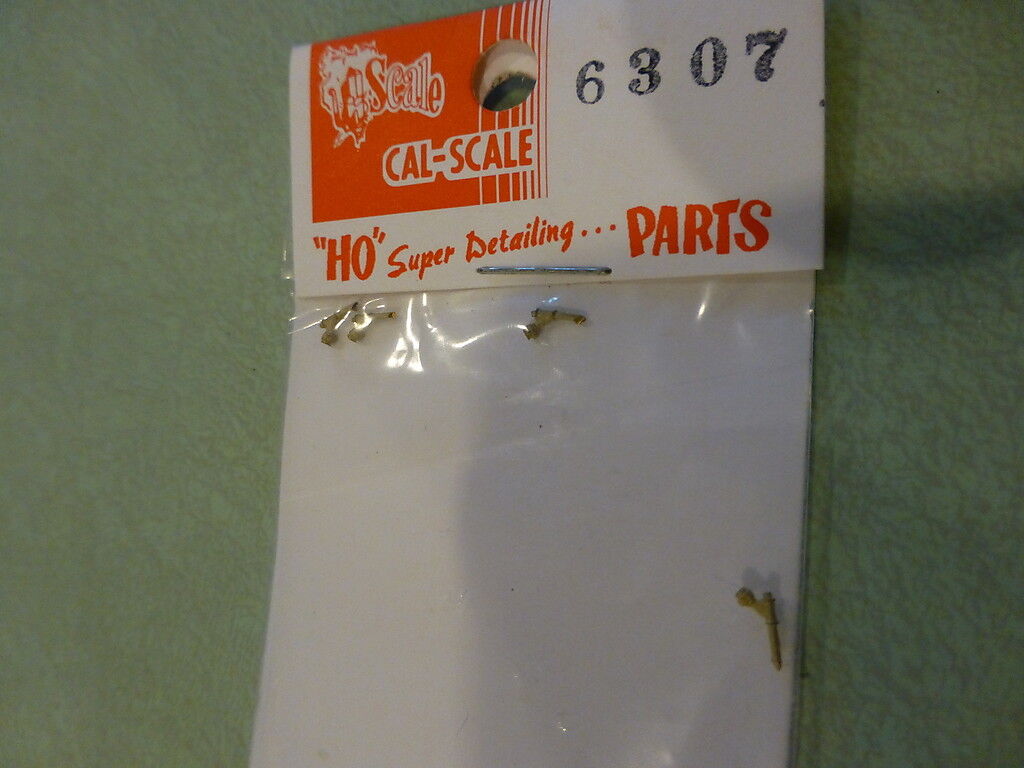 Scale
6307
CAL-SCALE
"HO" Super Detailing... PARTS